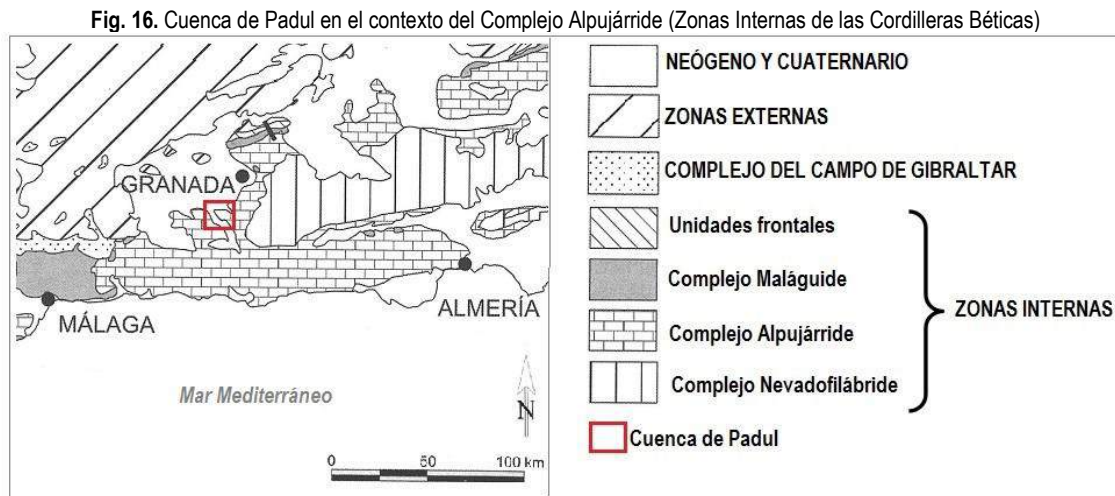 Fig. 16. Cuenca de Padul en el contexto del Complejo Alpujárride (Zonas Internas de las Cordilleras Béticas)
GRANADA
ALMERÍA
MÁLAGA
Mar Mediterráneo
N
0 50 100 km
NEÓGENO Y CUATERNARIO
ZONAS EXTERNAS
COMPLEJO DEL CAMPO DE GIBRALTAR
Unidades frontales
Complejo Maláguide
Complejo Alpujárride
Complejo Nevadofilábride
ZONAS INTERNAS
Cuenca de Padul